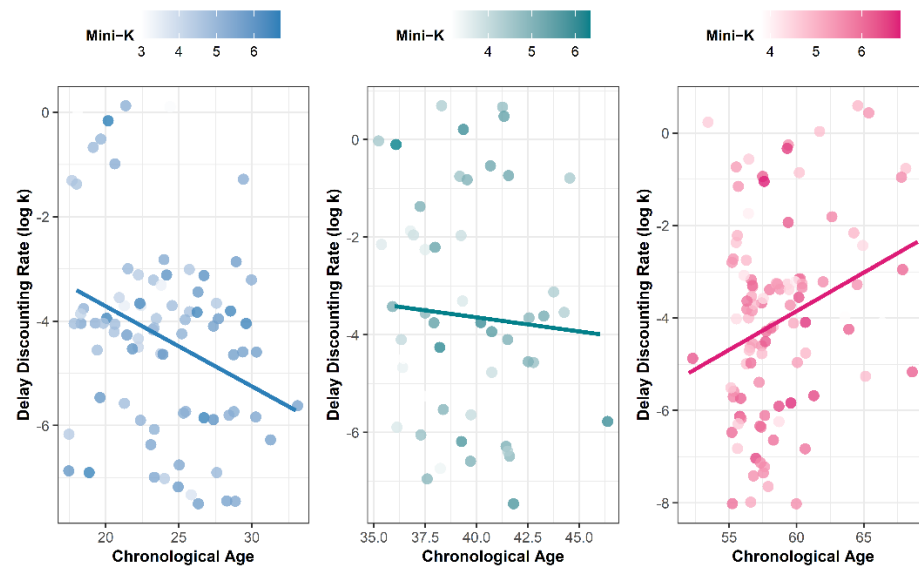 Mini−K
3 4 5 6
Mini−K
4 5 6
Mini−K
4 5 6
Delay Discounting Rate (log k)
0
-2
-4
-6
20 25 30
Chronological Age
Delay Discounting Rate (log k)
0
-2
-4
-6
35.0 37.5 40.0 42.5 45.0
Chronological Age
Delay Discounting Rate (log k)
0
-2
-4
-6
-8
55 60 65
Chronological Age